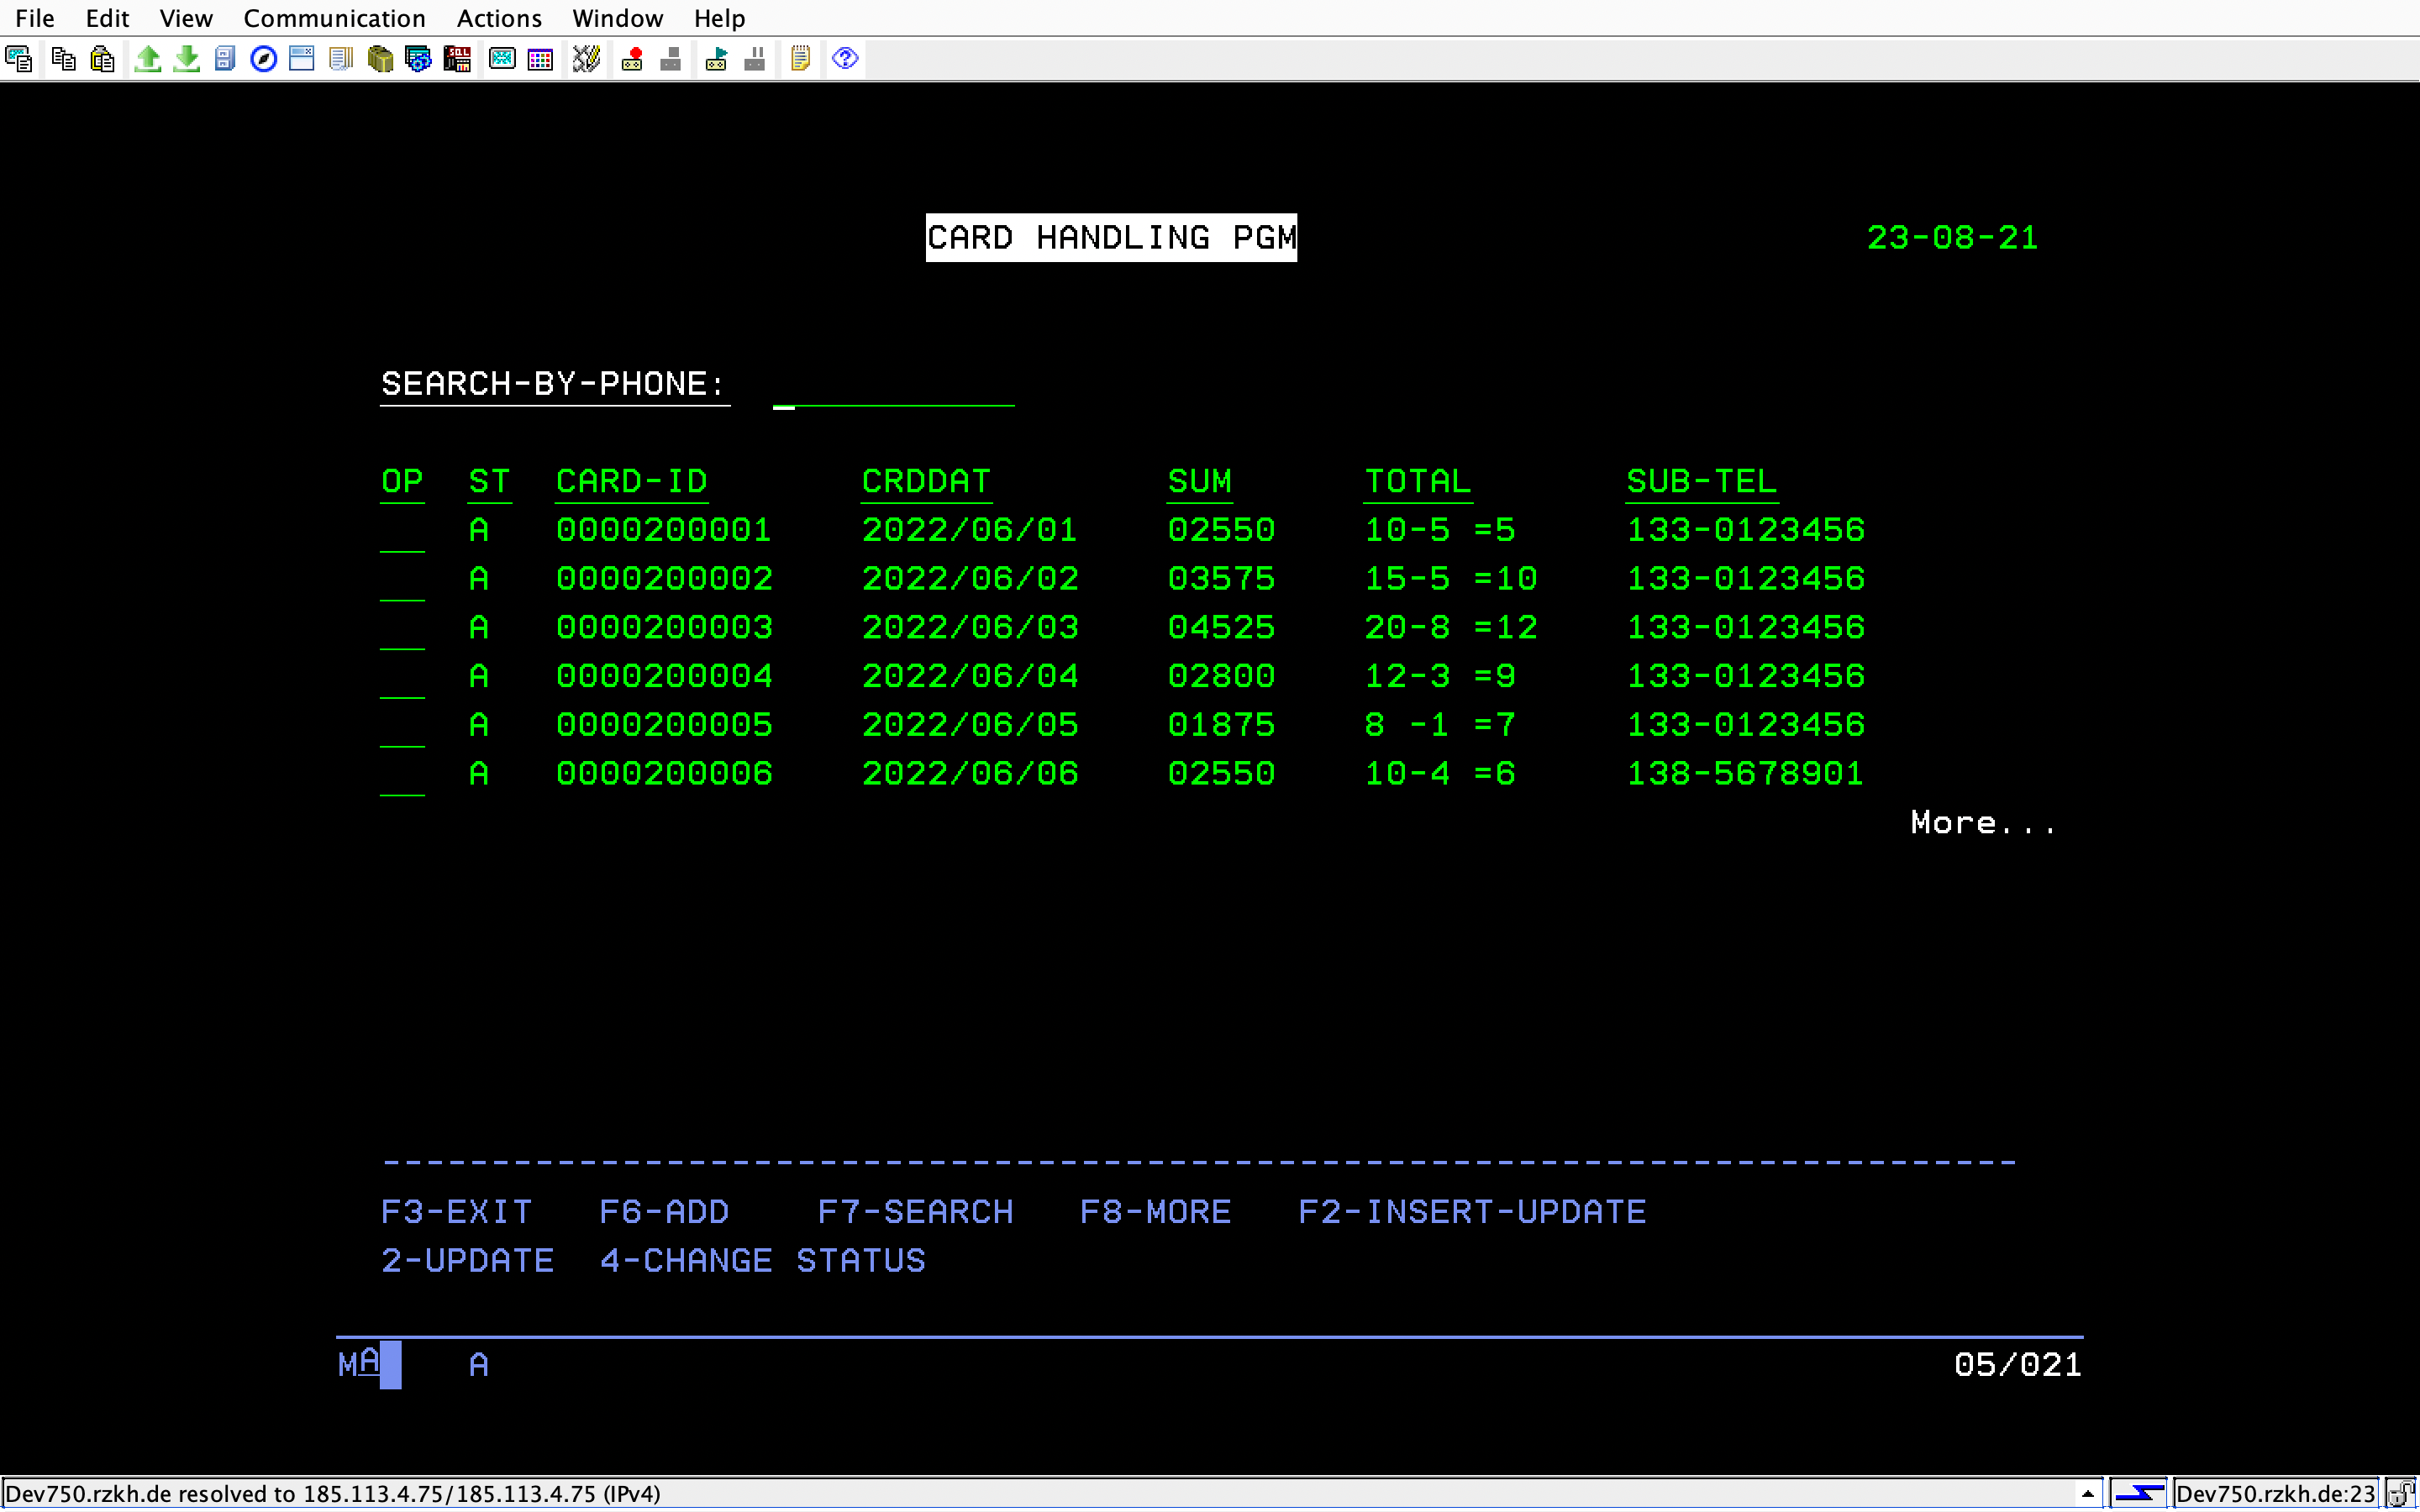 File Edit View Communication Actions Window Help
CARD HANDLING PGM 23-08-21
SEARCH-BY-PHONE:
OP ST CARD-ID CRDDAT SUM TOTAL SUB-TEL
A 0000200001 2022/06/01 02550 10-5 =5 133-0123456
A 0000200002 2022/06/02 03575 15-5 =10 133-0123456
A 0000200003 2022/06/03 04525 20-8 =12 133-0123456
A 0000200004 2022/06/04 02800 12-3 =9 133-0123456
A 0000200005 2022/06/05 01875 8 -1 =7 133-0123456
A 0000200006 2022/06/06 02550 10-4 =6 138-5678901
More...
F3-EXIT F6-ADD F7-SEARCH F8-MORE F2-INSERT-UPDATE
2-UPDATE 4-CHANGE STATUS
MA A 05/021
Dev750.rzkh.de resolved to 185.113.4.75/185.113.4.75 (IPv4) Dev750.rzkh.de:23